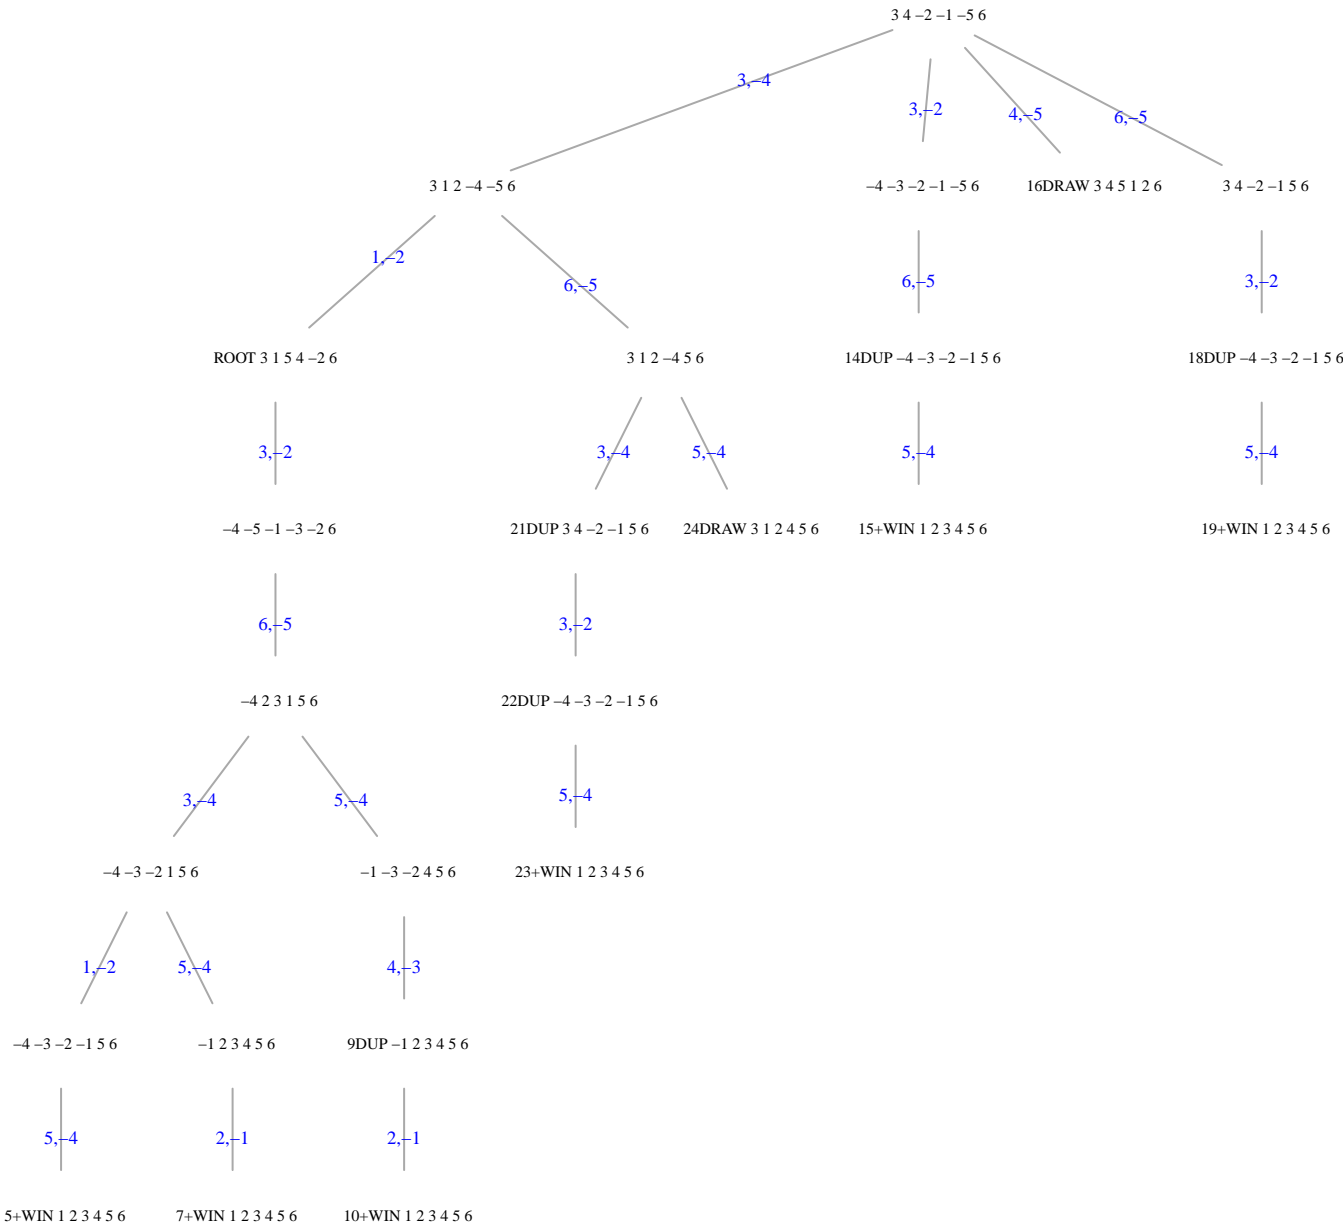 3 4 –2 –1 –5 6
3,–4
3,–2
4,–5
6,–5
3 1 2 –4 –5 6
–4 –3 –2 –1 –5 6
16DRAW 3 4 5 1 2 6
3 4 –2 –1 5 6
1,–2
6,–5
6,–5
3,–2
ROOT 3 1 5 4 –2 6
3 1 2 –4 5 6
14DUP –4 –3 –2 –1 5 6
18DUP –4 –3 –2 –1 5 6
3,–2
3,–4
5,–4
5,–4
5,–4
–4 –5 –1 –3 –2 6
21DUP 3 4 –2 –1 5 6
24DRAW 3 1 2 4 5 6
15+WIN 1 2 3 4 5 6
19+WIN 1 2 3 4 5 6
6,–5
3,–2
–4 2 3 1 5 6
22DUP –4 –3 –2 –1 5 6
3,–4
5,–4
5,–4
–4 –3 –2 1 5 6
–1 –3 –2 4 5 6
23+WIN 1 2 3 4 5 6
1,–2
5,–4
4,–3
–4 –3 –2 –1 5 6
–1 2 3 4 5 6
9DUP –1 2 3 4 5 6
5,–4
2,–1
2,–1
5+WIN 1 2 3 4 5 6
7+WIN 1 2 3 4 5 6
10+WIN 1 2 3 4 5 6